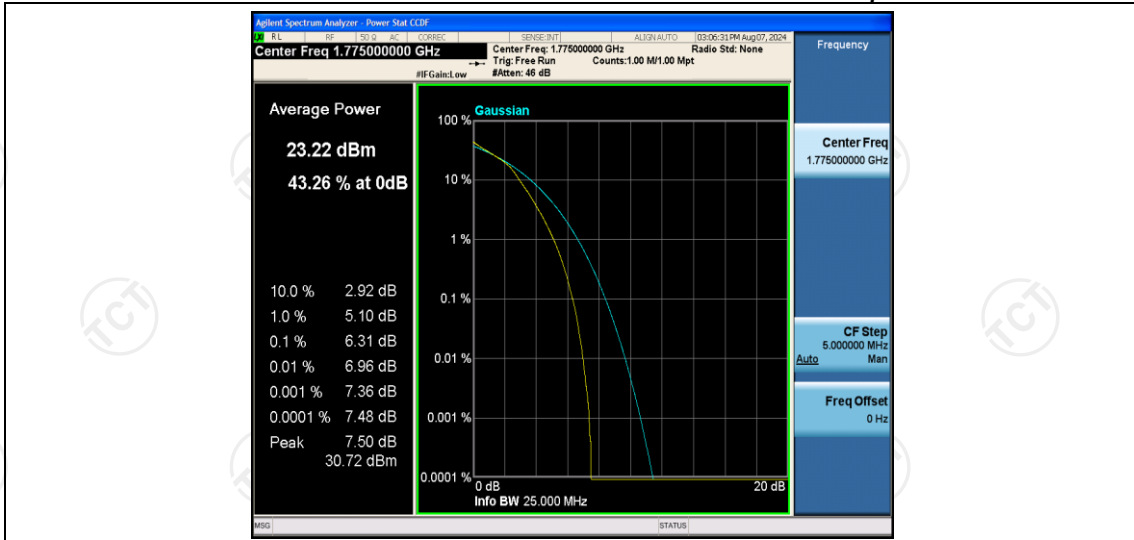 Agilent Spectrum Analyzer - Power Stat CCDF
LXI RL RF 50 Ω AC CORREC SENSE:INT ALIGN AUTO 03:06:31 PM Aug 07, 2024
Center Freq 1.775000000 GHz
Center Freq: 1.775000000 GHz Radio Std: None
Trig: Free Run Counts:1.00 M/1.00 Mpt
#IFGain:Low #Atten: 46 dB
Frequency
Average Power
23.22 dBm
43.26 % at 0dB
10.0 % 2.92 dB
1.0 % 5.10 dB
0.1 % 6.31 dB
0.01 % 6.96 dB
0.001 % 7.36 dB
0.0001 % 7.48 dB
Peak 7.50 dB
30.72 dBm
Gaussian
100 %
10 %
1 %
0.1 %
0.01 %
0.001 %
0.0001 %
0 dB 20 dB
Info BW 25.000 MHz
Center Freq
1.775000000 GHz
CF Step
5.000000 MHz
Auto Man
Freq Offset
0 Hz
MSG STATUS
TCT
TCT